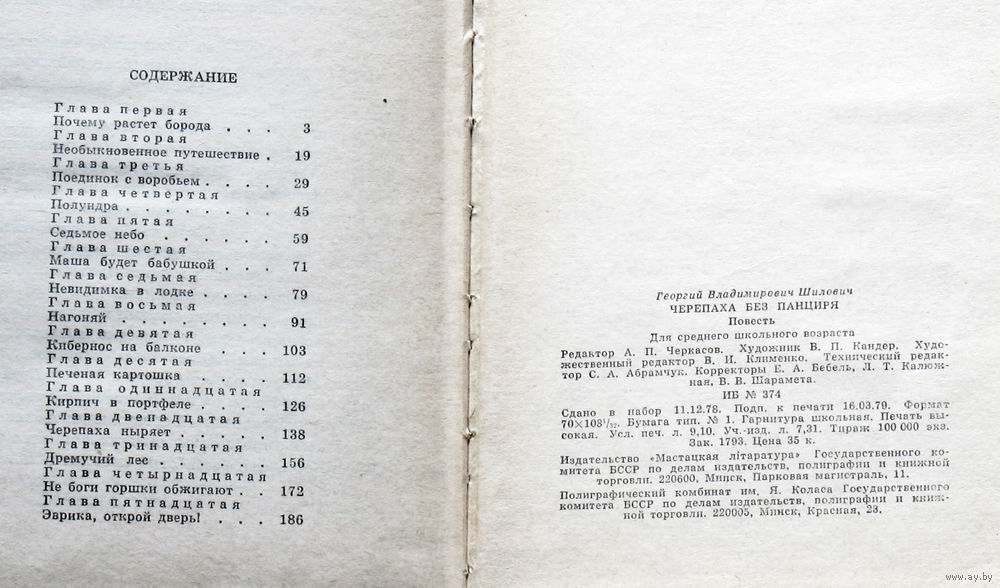 СОДЕРЖАНИЕ
Глава первая
Почему растет борода . . . 3
Глава вторая
Необыкновенное путешествие . 19
Глава третья
Поединок с воробьем . . . . 29
Глава четвертая
Полундра . . . . . . . . 45
Глава пятая
Седьмое небо . . . . . . 59
Глава шестая
Маша будет бабушкой . . . 71
Глава седьмая
Невидимка в лодке . . . . 79
Глава восьмая
Нагоняй . . . . . . . . 91
Глава девятая
Кибернос на балконе . . . 103
Глава десятая
Печеная картошка . . . . 112
Глава одиннадцатая
Кирпич в портфеле . . . . 126
Глава двенадцатая
Черепаха ныряет . . . . 138
Глава тринадцатая
Дремучий лес . . . . . 156
Глава четырнадцатая
Не боги горшки обжигают . . 172
Глава пятнадцатая
Эврика, открой дверь! . . . 186
Георгий Владимирович Шилович
ЧЕРЕПАХА БЕЗ ПАНЦИРЯ
Повесть
Для среднего школьного возраста
Редактор А. П. Черкасов. Художник В. П. Кандер. Худо-
жественный редактор В. И. Клименко. Технический редак-
тор С. А. Абрамчук. Корректоры Е. А. Бебель, Л. Т. Калюж-
ная, В. В. Шарамета.
ИБ № 374
Сдано в набор 11.12.78. Подп. к печати 16.03.79. Формат
70×108¹/₃₂. Бумага тип. № 1. Гарнитура школьная. Печать вы-
сокая. Усл. печ. л. 9,10. Уч.-изд. л. 7,31. Тираж 100 000 экз.
Зак. 1793. Цена 35 к.
Издательство «Мастацкая літаратура» Государственного ко-
митета БССР по делам издательств, полиграфии и книжной
торговли. 220600, Минск, Парковая магистраль, 11.
Полиграфический комбинат им. Я. Коласа Государственного
комитета БССР по делам издательств, полиграфии и книж-
ной торговли. 220005, Минск, Красная, 23.
www.ay.by